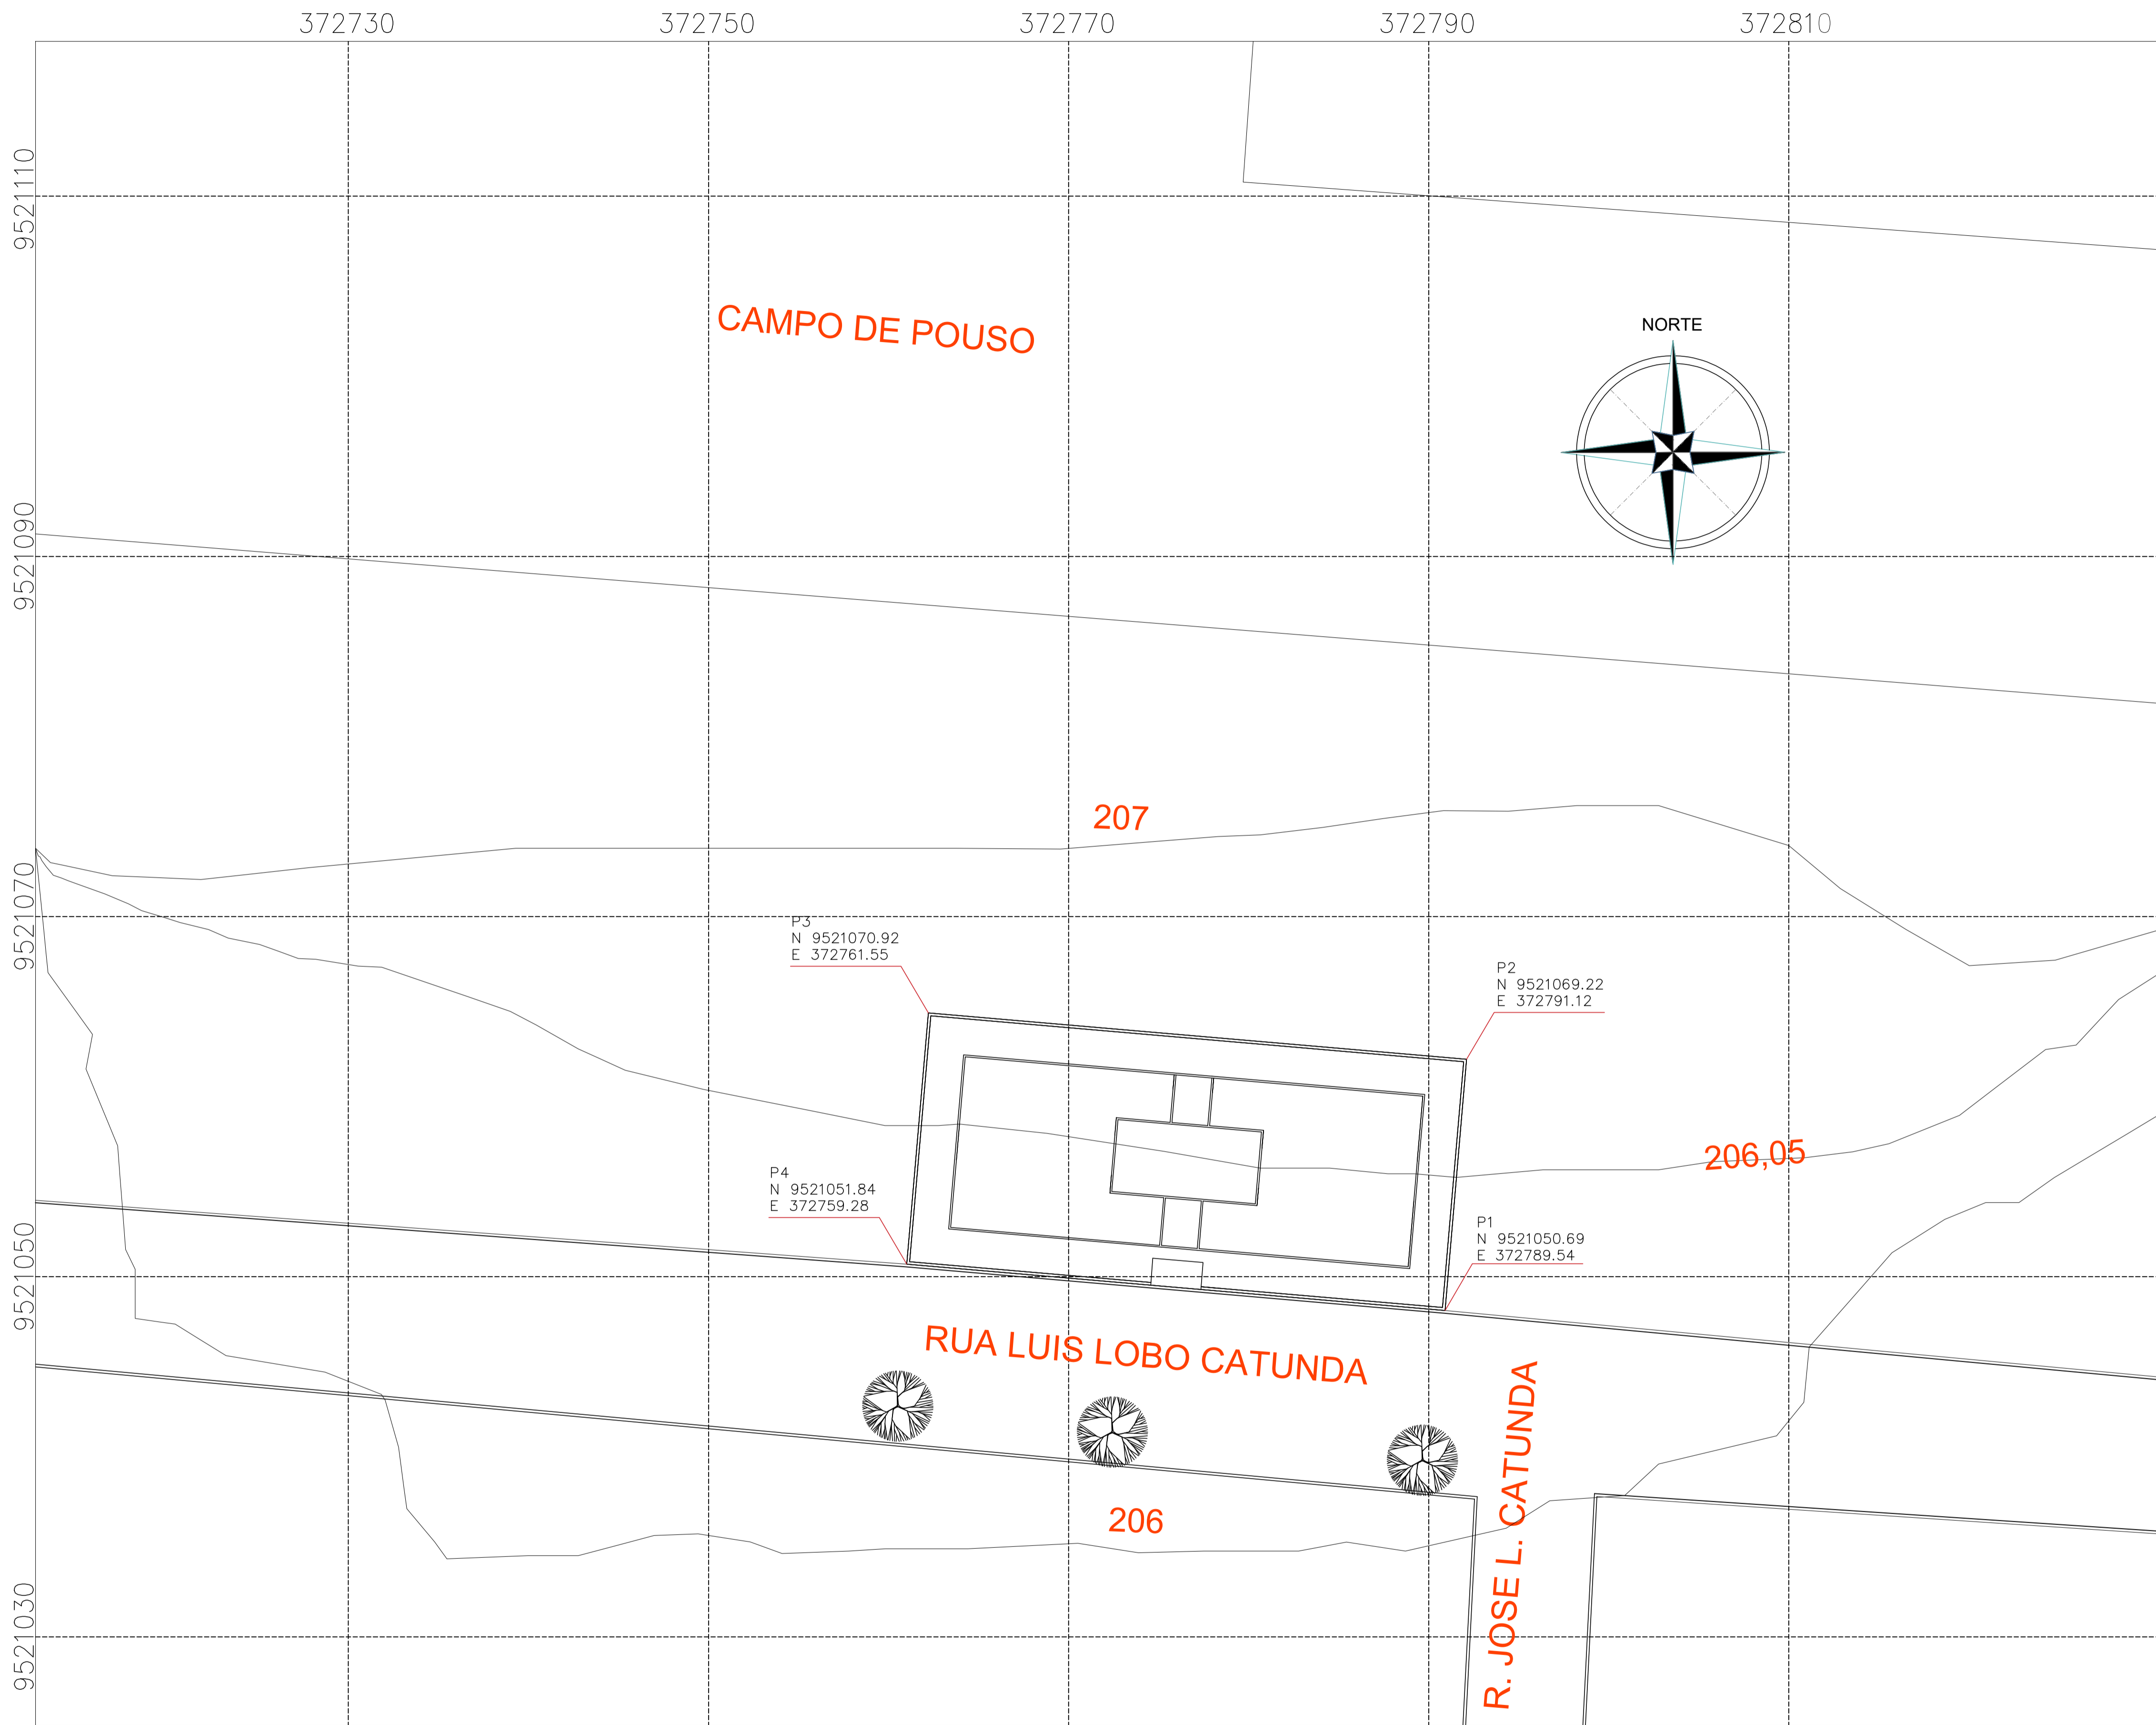 372730
372750
372770
372790
372810
9521110
CAMPO DE POUSO
NORTE
9521090
207
9521070
P3
N 9521070.92
E 372761.55
P2
N 9521069.22
E 372791.12
206,05
P4
N 9521051.84
E 372759.28
P1
N 9521050.69
E 372789.54
9521050
RUA LUIS LOBO CATUNDA
R. JOSE L. CATUNDA
206
9521030